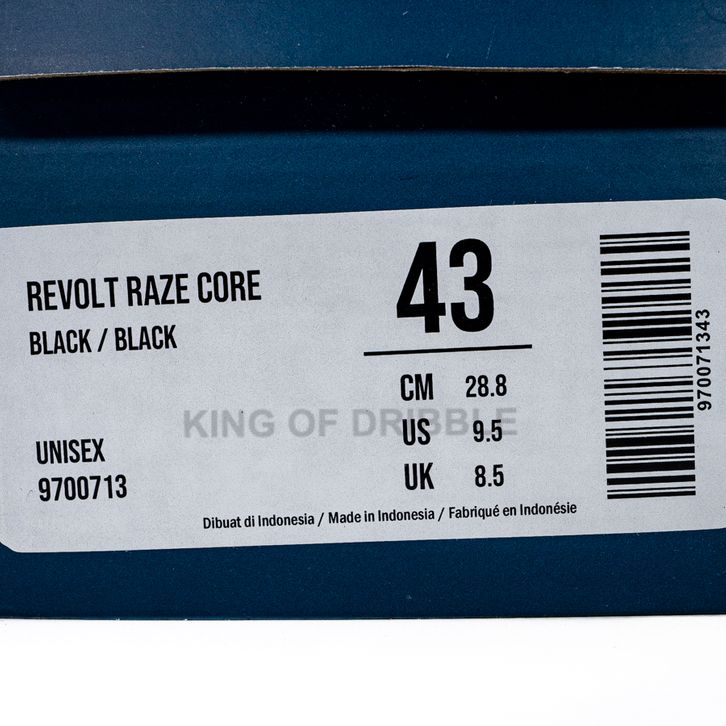 REVOLT RAZE CORE
BLACK / BLACK
43
CM 28.8
US 9.5
UK 8.5
KING OF DRIBBLE
UNISEX
9700713
Dibuat di Indonesia / Made in Indonesia / Fabriqué en Indonésie
970071343